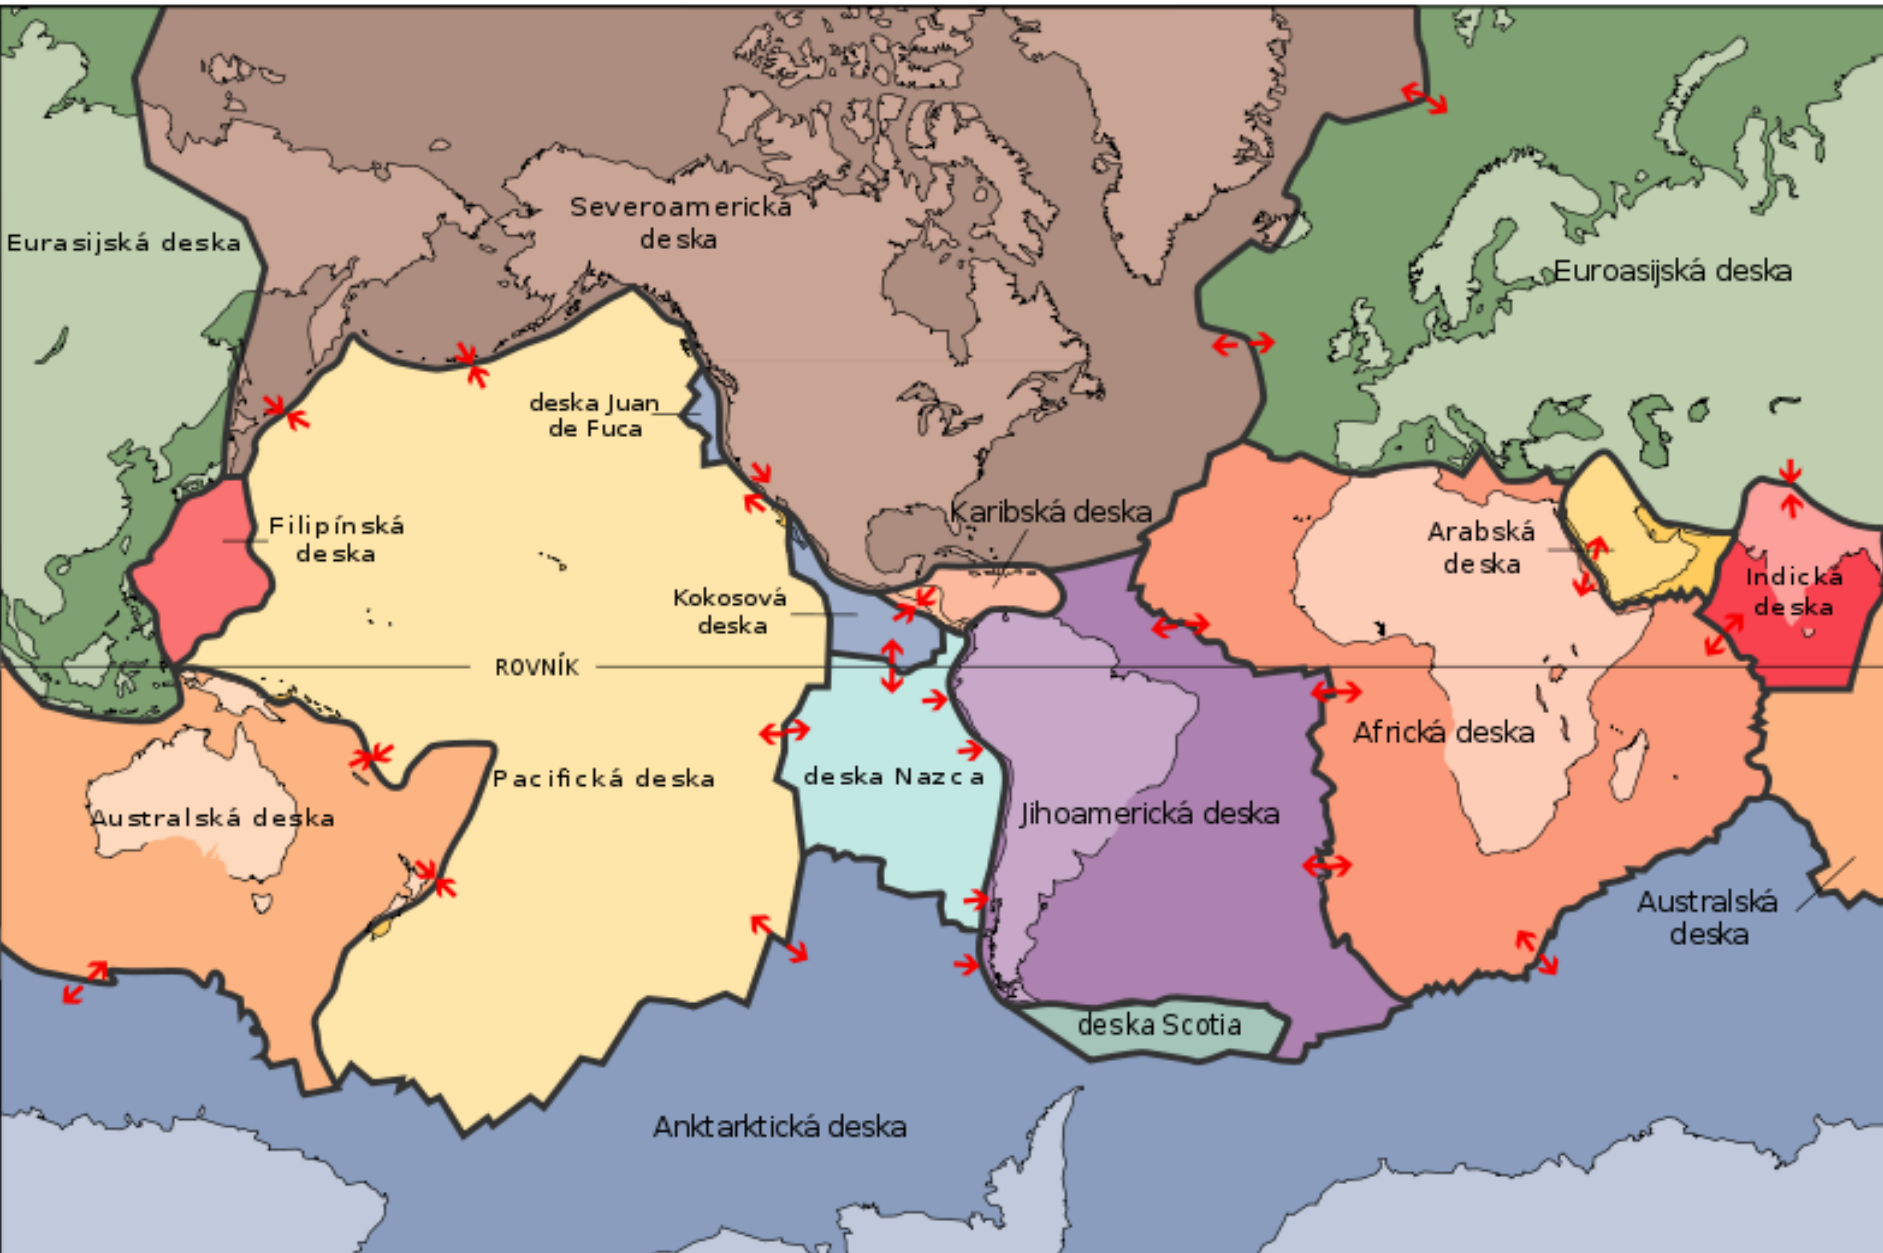 Severoamerická
deska
Eurasijská deska
Euroasijská deska
deska Juan
de Fuca
Karibská deska
Filipínská
deska
Arabská
deska
Indická
deska
Kokosová
deska
ROVNÍK
Africká deska
Pacifická deska
deska Nazca
Jihoamerická deska
Australská deska
Australská
deska
deska Scotia
Anktarktická deska